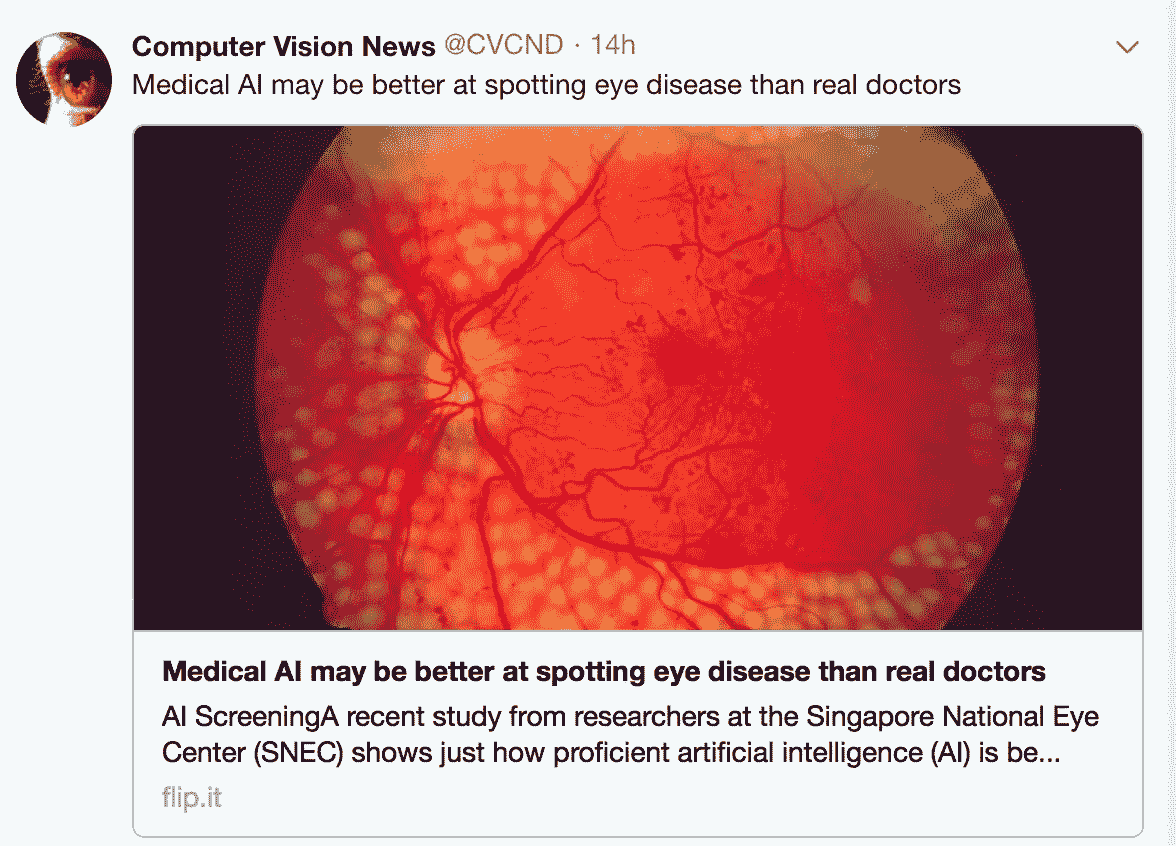 Computer Vision News @CVCND · 14h
Medical AI may be better at spotting eye disease than real doctors
Medical AI may be better at spotting eye disease than real doctors
AI ScreeningA recent study from researchers at the Singapore National Eye
Center (SNEC) shows just how proficient artificial intelligence (AI) is be...
flip.it